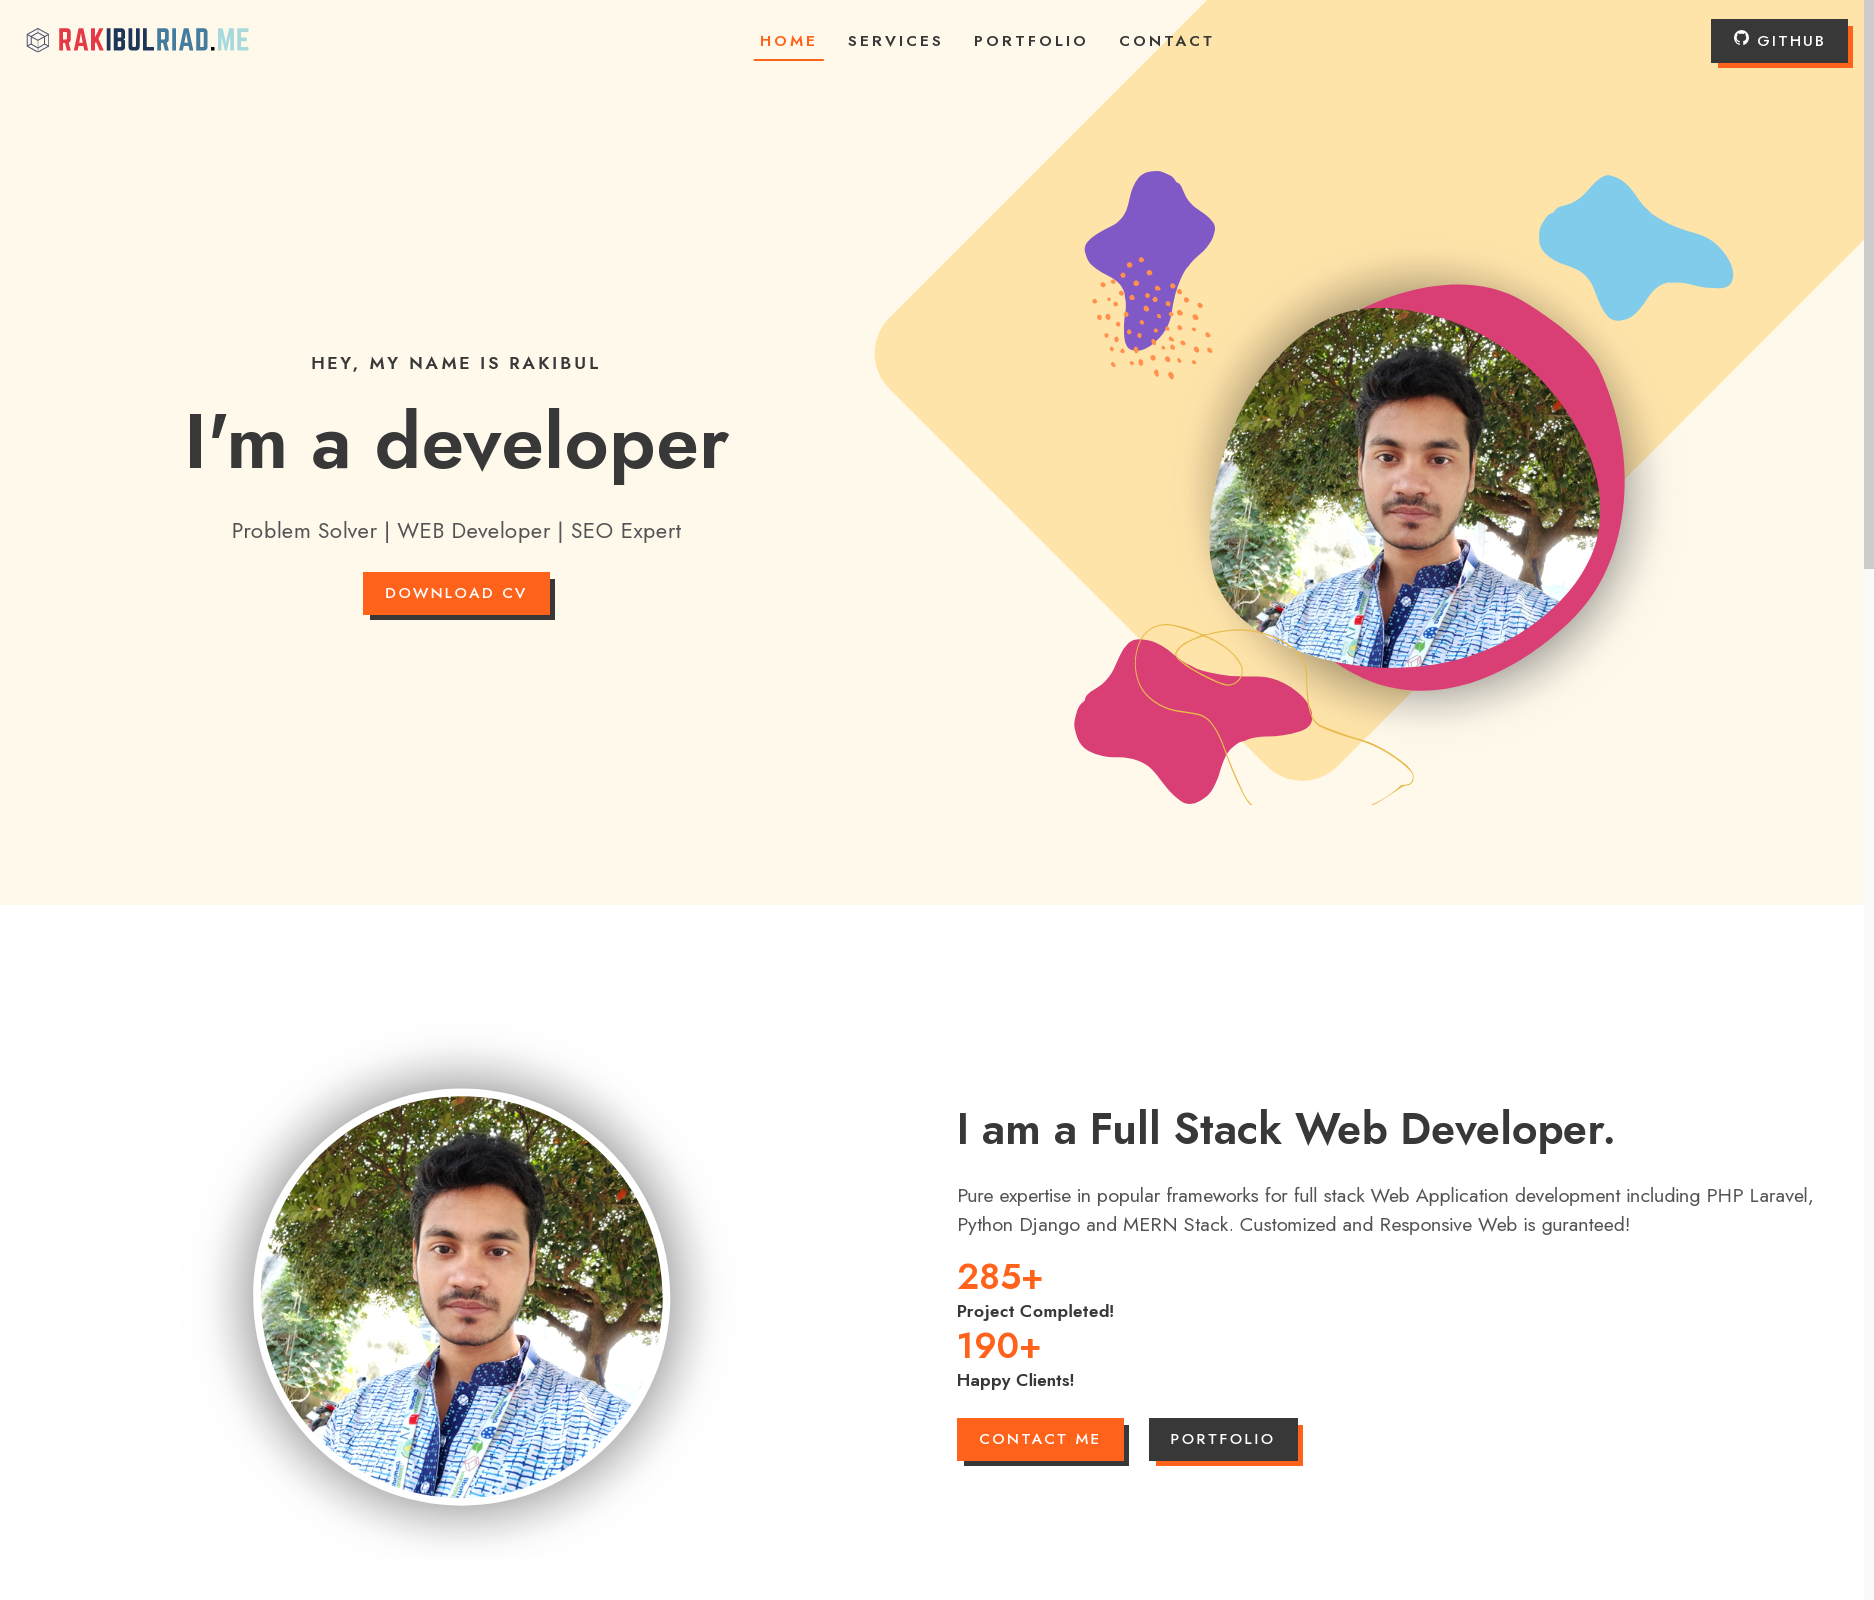 RAKIBULRIAD.ME
HOME SERVICES PORTFOLIO CONTACT
GITHUB
HEY, MY NAME IS RAKIBUL
I'm a developer
Problem Solver | WEB Developer | SEO Expert
DOWNLOAD CV
I am a Full Stack Web Developer.
Pure expertise in popular frameworks for full stack Web Application development including PHP Laravel,
Python Django and MERN Stack. Customized and Responsive Web is guranteed!
285+
Project Completed!
190+
Happy Clients!
CONTACT ME PORTFOLIO